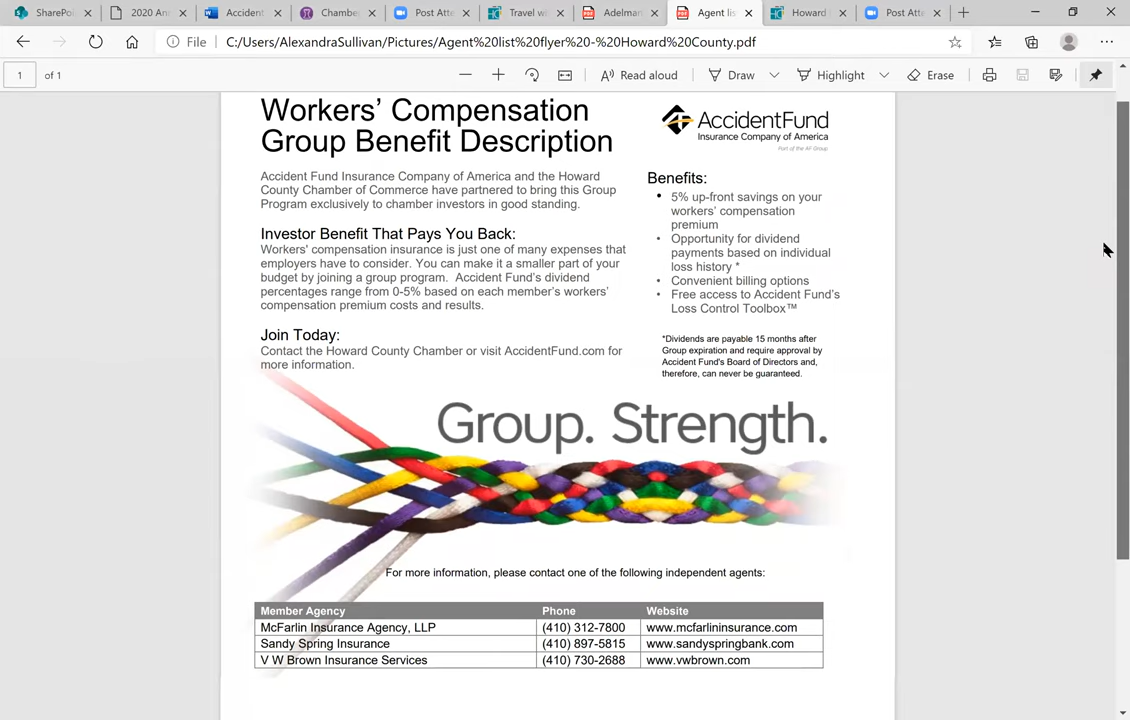 SharePoi
2020 Ann
Accident
Chambe
Post Atte
Travel wi
Adelman
Agent lis
Howard
Post Atte
File
C:/Users/AlexandraSullivan/Pictures/Agent%20list%20flyer%20-%20Howard%20County.pdf
1 of 1
Read aloud
Draw
Highlight
Erase
Workers' Compensation
Group Benefit Description
AccidentFund
Insurance Company of America
Part of the AF Group
Accident Fund Insurance Company of America and the Howard
County Chamber of Commerce have partnered to bring this Group
Program exclusively to chamber investors in good standing.
Investor Benefit That Pays You Back:
Workers' compensation insurance is just one of many expenses that
employers have to consider. You can make it a smaller part of your
budget by joining a group program.  Accident Fund's dividend
percentages range from 0-5% based on each member's workers'
compensation premium costs and results.
Join Today:
Contact the Howard County Chamber or visit AccidentFund.com for
more information.
Benefits:
• 5% up-front savings on your
workers' compensation
premium
• Opportunity for dividend
payments based on individual
loss history *
• Convenient billing options
• Free access to Accident Fund's
Loss Control Toolbox™
*Dividends are payable 15 months after
Group expiration and require approval by
Accident Fund's Board of Directors and,
therefore, can never be guaranteed.
Group. Strength.
For more information, please contact one of the following independent agents:
Member Agency Phone Website
McFarlin Insurance Agency, LLP (410) 312-7800 www.mcfarlininsurance.com
Sandy Spring Insurance (410) 897-5815 www.sandyspringbank.com
V W Brown Insurance Services (410) 730-2688 www.vwbrown.com